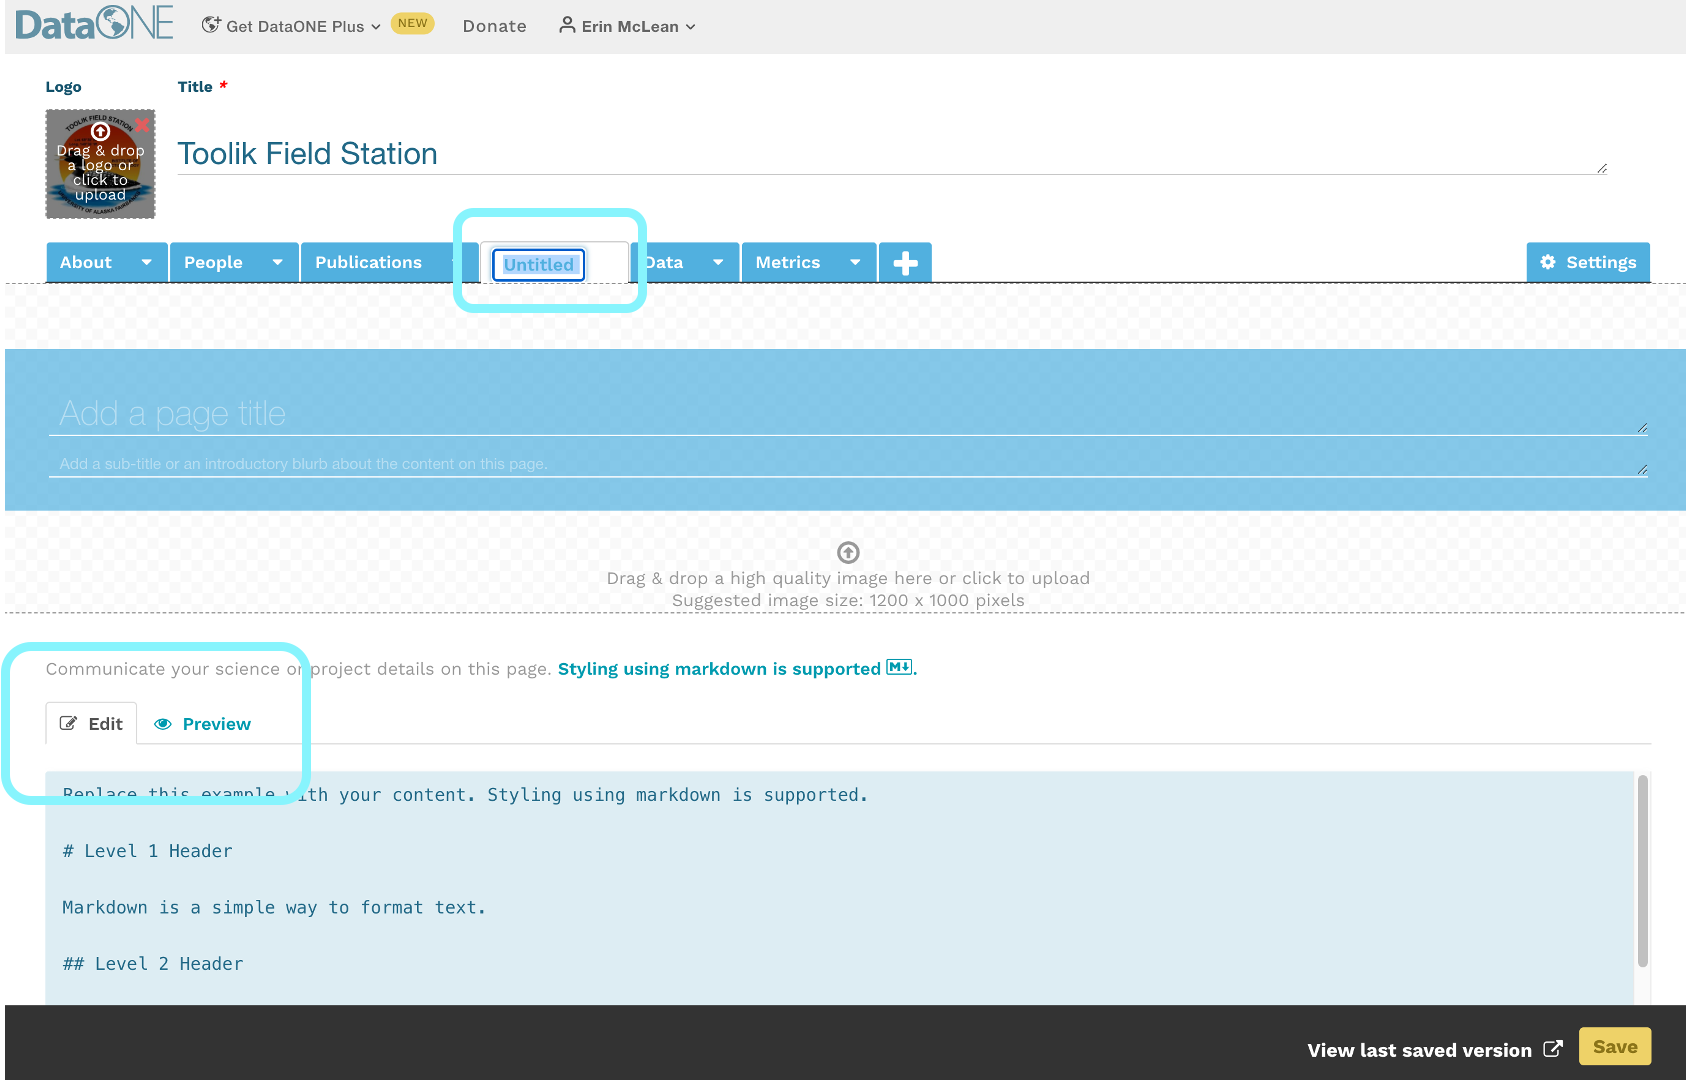 DataONE
Get DataONE Plus
NEW
Donate
Erin McLean
Logo
Title *
TOOLIK FIELD STATION
Drag & drop
a logo or
click to
upload
Toolik Field Station
About
People
Publications
Untitled
Data
Metrics
Settings
Add a page title
Add a sub-title or an introductory blurb about the content on this page.
Drag & drop a high quality image here or click to upload
Suggested image size: 1200 x 1000 pixels
Communicate your science or project details on this page. Styling using markdown is supported M↓.
Edit
Preview
Replace this example with your content. Styling using markdown is supported.
# Level 1 Header
Markdown is a simple way to format text.
## Level 2 Header
View last saved version
Save